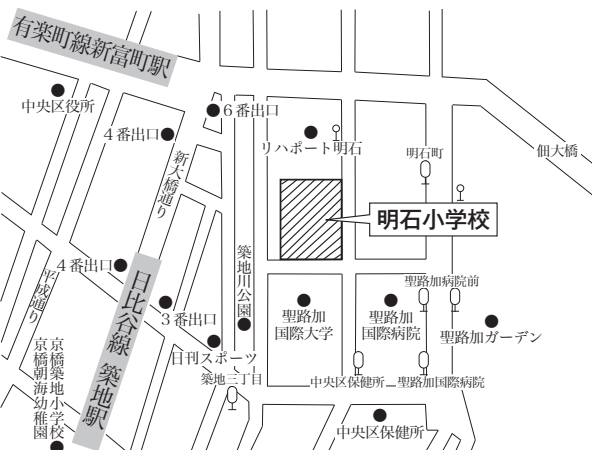 有楽町線新富町駅
中央区役所
6番出口
4番出口
リハポート明石
明石町
佃大橋
新大橋通り
明石小学校
築地川公園
4番出口
日比谷線 築地駅
平成通り
3番出口
聖路加
国際大学
聖路加
国際病院
聖路加病院前
聖路加ガーデン
日刊スポーツ
築地三丁目
中央区保健所
聖路加国際病院
京橋築地小学校
京橋朝海幼稚園
中央区保健所